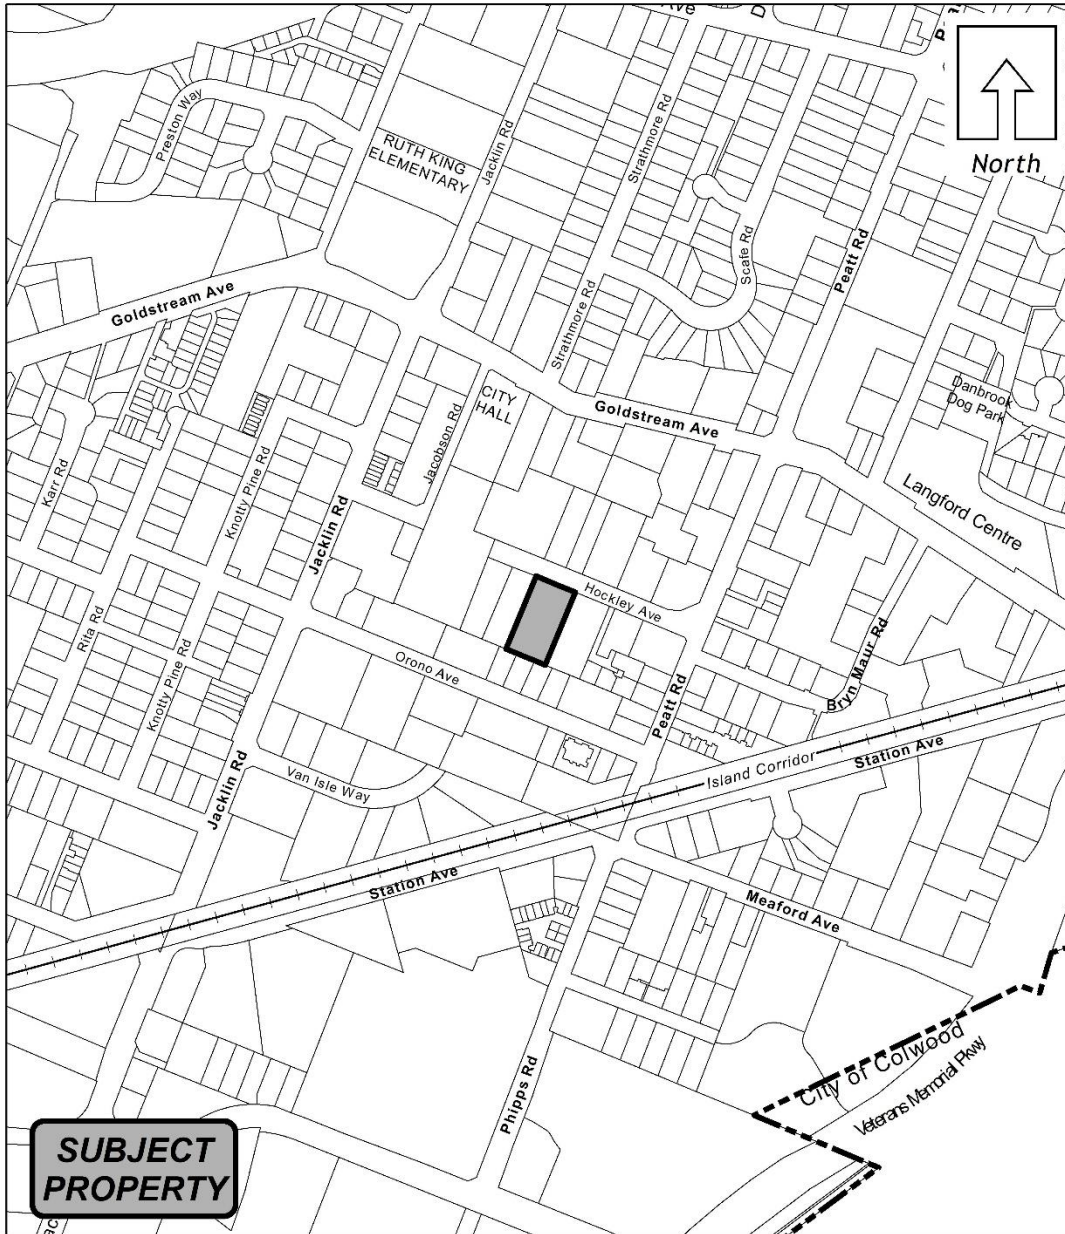 Ave
North
Preston Way
RUTH KING
ELEMENTARY
Jacklin Rd
Strathmore Rd
Scafe Rd
Peatt Rd
Goldstream Ave
Strathmore Rd
CITY
HALL
Jacobson Rd
Goldstream Ave
Danbrook
Dog Park
Karr Rd
Knotty Pine Rd
Jacklin Rd
Langford Centre
Hockley Ave
Rita Rd
Knotty Pine Rd
Orono Ave
Peatt Rd
Bryn Maur Rd
Jacklin Rd
Van Isle Way
Island Corridor
Station Ave
Station Ave
Meaford Ave
City of Colwood
Veterans Memorial Pkwy
Phipps Rd
SUBJECT
PROPERTY